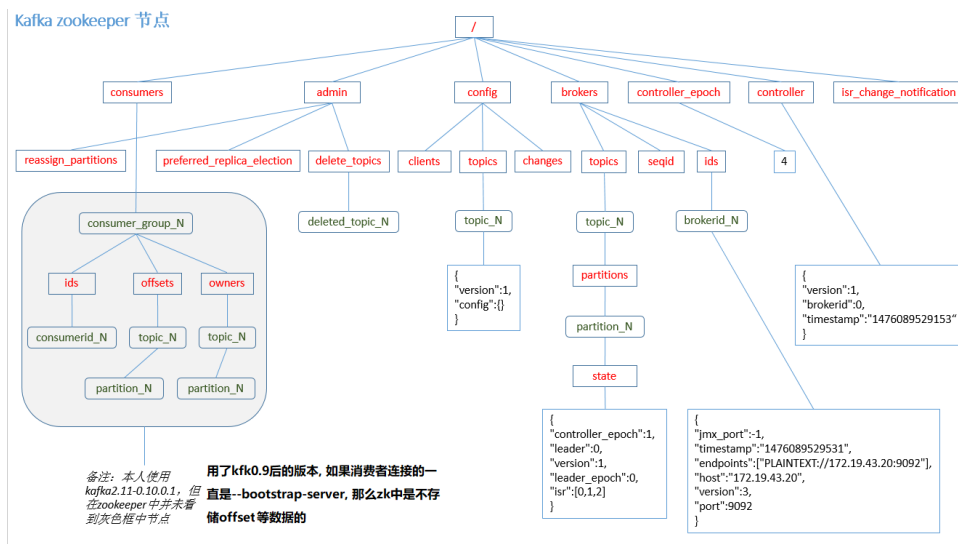 Kafka zookeeper 节点
/
consumers
admin
config
brokers
controller_epoch
controller
isr_change_notification
reassign_partitions
preferred_replica_election
delete_topics
clients
topics
changes
topics
seqid
ids
4
consumer_group_N
deleted_topic_N
topic_N
topic_N
brokerid_N
ids
offsets
owners
consumerid_N
topic_N
topic_N
partition_N
partition_N
{
"version":1,
"config":{}
}
partitions
partition_N
state
{
"version":1,
"brokerid":0,
"timestamp":"1476089529153"
}
{
"controller_epoch":1,
"leader":0,
"version":1,
"leader_epoch":0,
"isr":[0,1,2]
}
{
"jmx_port":-1,
"timestamp":"1476089529531",
"endpoints":["PLAINTEXT://172.19.43.20:9092"],
"host":"172.19.43.20",
"version":3,
"port":9092
}
备注：本人使用
kafka2.11-0.10.0.1，但
在zookeeper中并未看
到灰色框中节点
用了kfk0.9后的版本, 如果消费者连接的一
直是--bootstrap-server, 那么zk中是不存
储offset等数据的